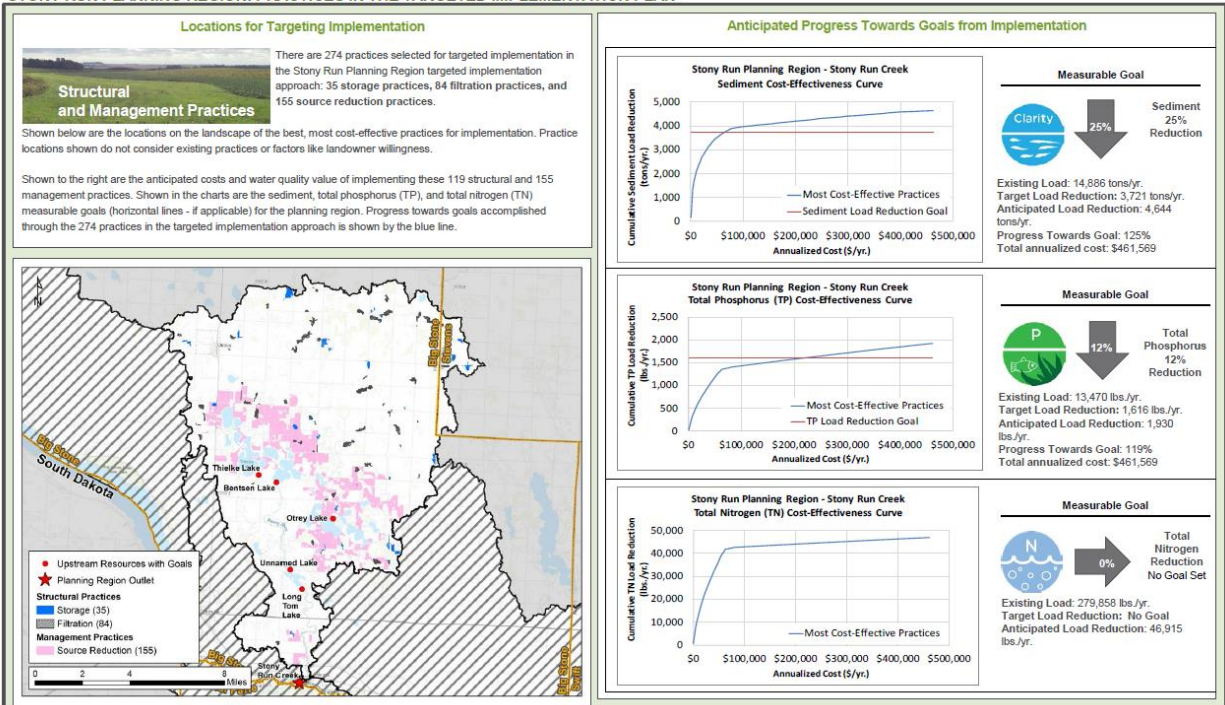 Locations for Targeting Implementation
Structural
and Management Practices
There are 274 practices selected for targeted implementation in
the Stony Run Planning Region targeted implementation
approach: 35 storage practices, 84 filtration practices, and
155 source reduction practices.
Shown below are the locations on the landscape of the best, most cost-effective practices for implementation. Practice
locations shown do not consider existing practices or factors like landowner willingness.
Shown to the right are the anticipated costs and water quality value of implementing these 119 structural and 155
management practices. Shown in the charts are the sediment, total phosphorus (TP), and total nitrogen (TN)
measurable goals (horizontal lines - if applicable) for the planning region. Progress towards goals accomplished
through the 274 practices in the targeted implementation approach is shown by the blue line.
N
Big Stone
Stevens
Big Stone
South Dakota
Thielke Lake
Bentsen Lake
Otrey Lake
Unnamed Lake
Long
Tom
Lake
Stony
Run Creek
Big Stone
Swift
Upstream Resources with Goals
Planning Region Outlet
Structural Practices
Storage (35)
Filtration (84)
Management Practices
Source Reduction (155)
0 2 4 8
Miles
Anticipated Progress Towards Goals from Implementation
Stony Run Planning Region - Stony Run Creek
Sediment Cost-Effectiveness Curve
Cumulative Sediment Load Reduction
(tons/yr.)
5,000
4,000
3,000
2,000
1,000
0
Most Cost-Effective Practices
Sediment Load Reduction Goal
$0 $100,000 $200,000 $300,000 $400,000 $500,000
Annualized Cost ($/yr.)
Measurable Goal
Clarity
25%
Sediment
25%
Reduction
Existing Load: 14,886 tons/yr.
Target Load Reduction: 3,721 tons/yr.
Anticipated Load Reduction: 4,644
tons/yr.
Progress Towards Goal: 125%
Total annualized cost: $461,569
Stony Run Planning Region - Stony Run Creek
Total Phosphorus (TP) Cost-Effectiveness Curve
Cumulative TP Load Reduction
(lbs./yr.)
2,500
2,000
1,500
1,000
500
0
Most Cost-Effective Practices
TP Load Reduction Goal
$0 $100,000 $200,000 $300,000 $400,000 $500,000
Annualized Cost ($/yr.)
Measurable Goal
P
12%
Total
Phosphorus
12%
Reduction
Existing Load: 13,470 lbs./yr.
Target Load Reduction: 1,616 lbs./yr.
Anticipated Load Reduction: 1,930
lbs./yr.
Progress Towards Goal: 119%
Total annualized cost: $461,569
Stony Run Planning Region - Stony Run Creek
Total Nitrogen (TN) Cost-Effectiveness Curve
Cumulative TN Load Reduction
(lbs./yr)
50,000
40,000
30,000
20,000
10,000
0
Most Cost-Effective Practices
$0 $100,000 $200,000 $300,000 $400,000 $500,000
Annualized Cost ($/yr.)
Measurable Goal
N
0%
Total
Nitrogen
Reduction
No Goal Set
Existing Load: 279,858 lbs./yr.
Target Load Reduction: No Goal
Anticipated Load Reduction: 46,915
lbs./yr.